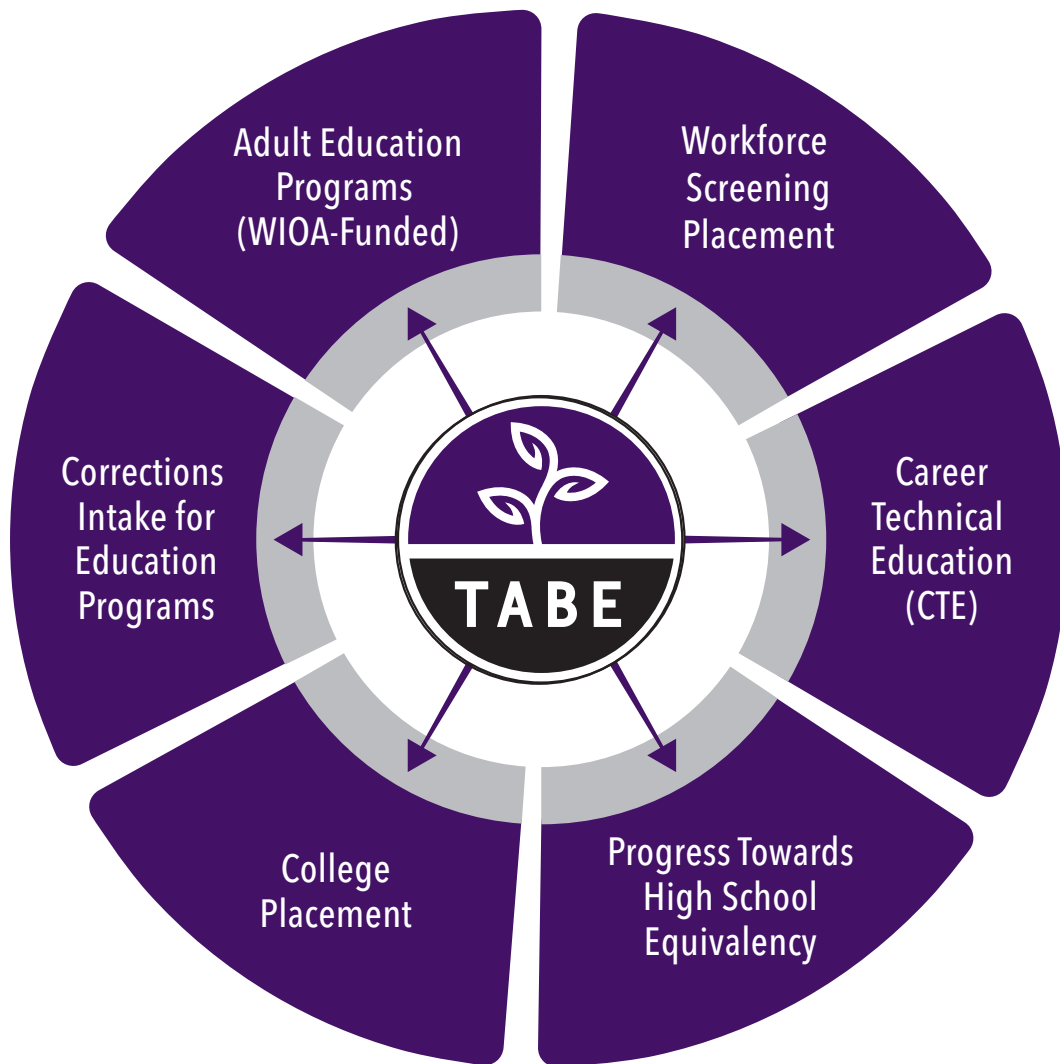 Adult Education
Programs
(WIOA-Funded)
Workforce
Screening
Placement
Corrections
Intake for
Education
Programs
TABE
Career
Technical
Education
(CTE)
College
Placement
Progress Towards
High School
Equivalency